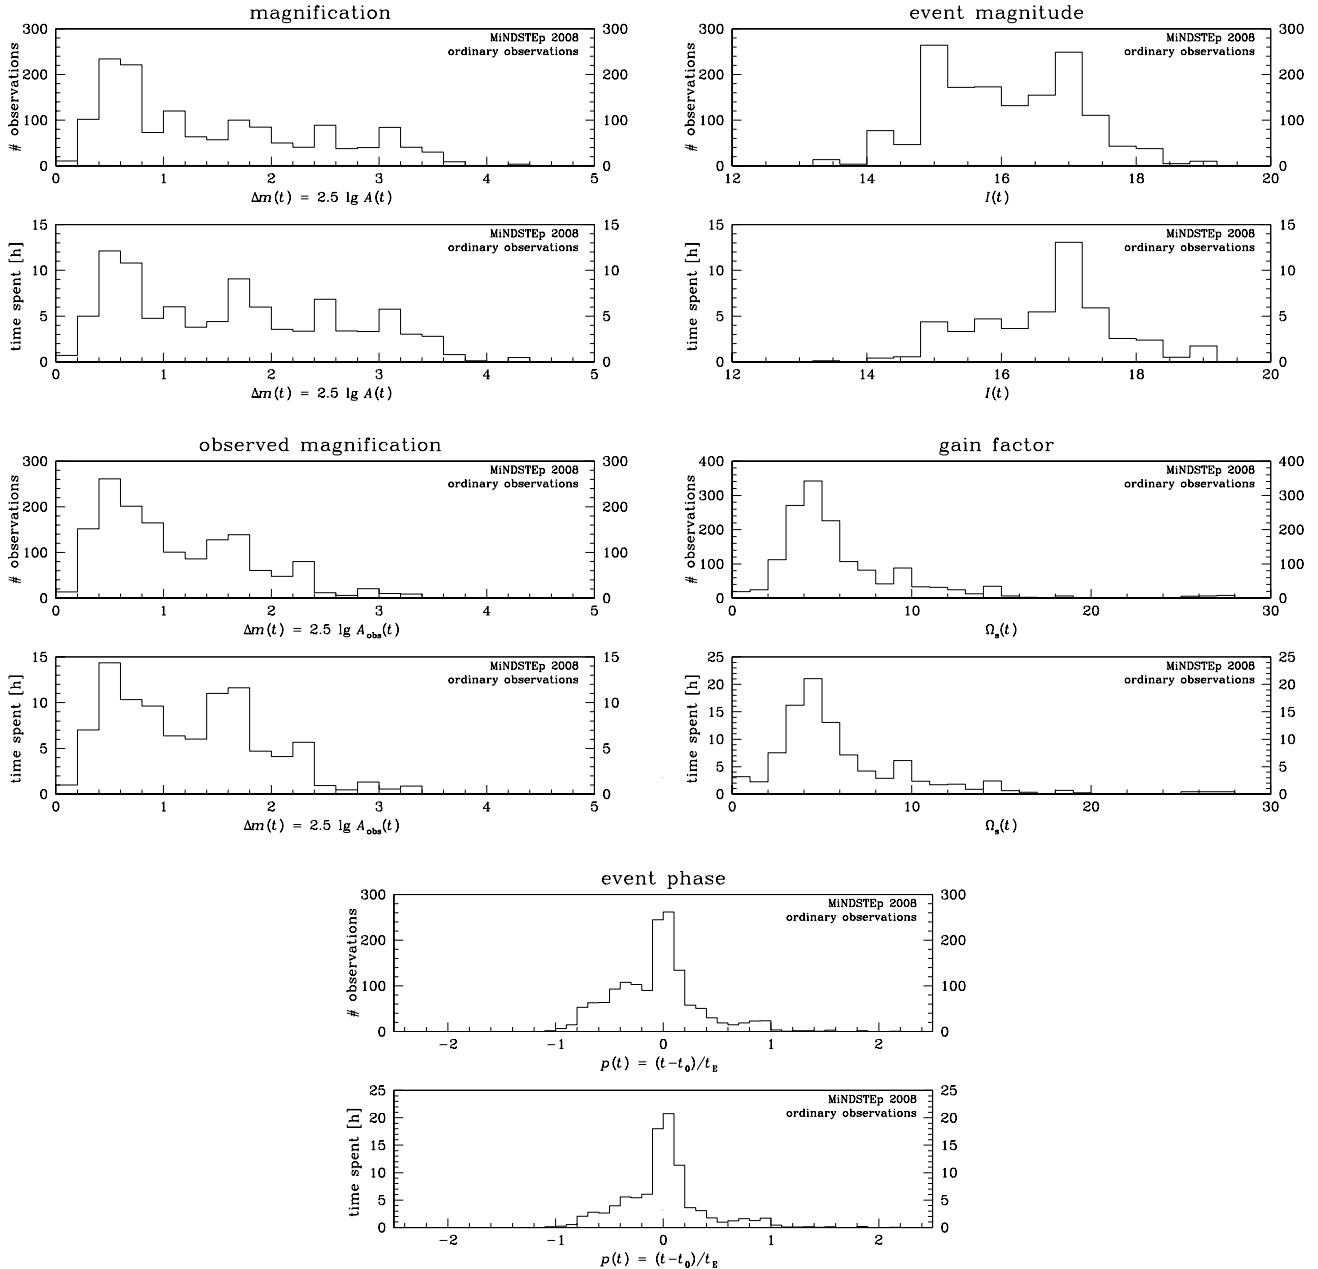 magnification
event magnitude
# observations
300
200
100
0
MiNDSTEp 2008
ordinary observations
300
200
100
0
0 1 2 3 4 5
Δm(t) = 2.5 lg A(t)
# observations
300
200
100
0
MiNDSTEp 2008
ordinary observations
300
200
100
0
12 14 16 18 20
I(t)
time spent [h]
15
10
5
0
MiNDSTEp 2008
ordinary observations
15
10
5
0
0 1 2 3 4 5
Δm(t) = 2.5 lg A(t)
time spent [h]
15
10
5
0
MiNDSTEp 2008
ordinary observations
15
10
5
0
12 14 16 18 20
I(t)
observed magnification
gain factor
# observations
300
200
100
0
MiNDSTEp 2008
ordinary observations
300
200
100
0
0 1 2 3 4 5
Δm(t) = 2.5 lg A_obs(t)
# observations
400
300
200
100
0
MiNDSTEp 2008
ordinary observations
400
300
200
100
0
0 10 20 30
Ω_s(t)
time spent [h]
15
10
5
0
MiNDSTEp 2008
ordinary observations
15
10
5
0
0 1 2 3 4 5
Δm(t) = 2.5 lg A_obs(t)
time spent [h]
25
20
15
10
5
0
MiNDSTEp 2008
ordinary observations
25
20
15
10
5
0
0 10 20 30
Ω_s(t)
event phase
# observations
300
200
100
0
MiNDSTEp 2008
ordinary observations
300
200
100
0
−2 −1 0 1 2
p(t) = (t−t_0)/t_E
time spent [h]
25
20
15
10
5
0
MiNDSTEp 2008
ordinary observations
25
20
15
10
5
0
−2 −1 0 1 2
p(t) = (t−t_0)/t_E